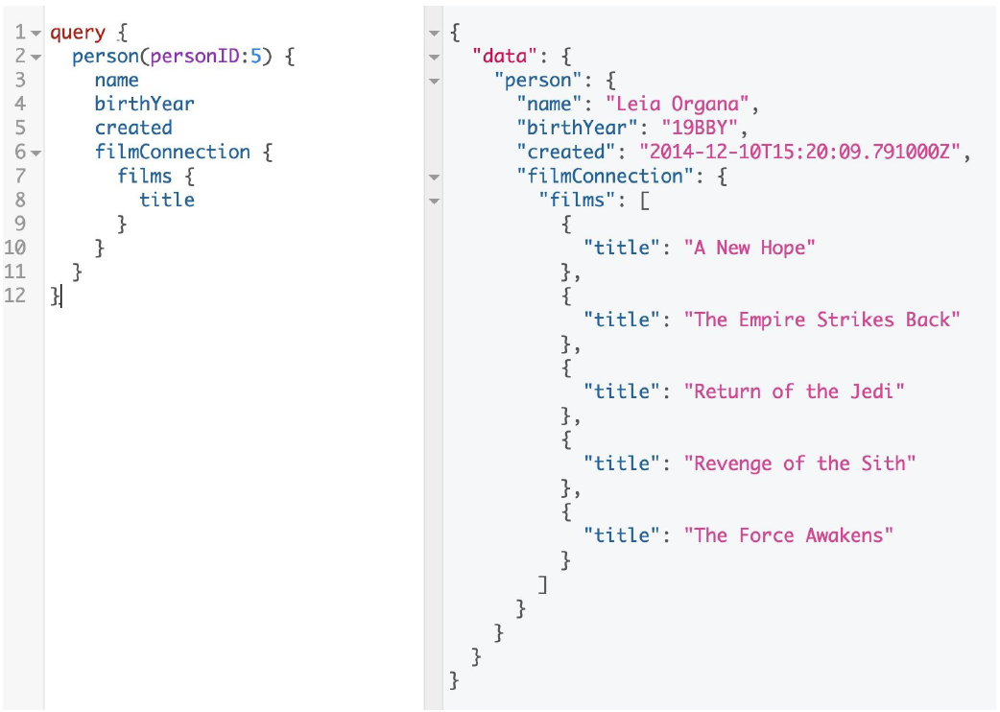 1 query {
2 person(personID:5) {
3 name
4 birthYear
5 created
6 filmConnection {
7 films {
8 title
9 }
10 }
11 }
12 }
{
"data": {
"person": {
"name": "Leia Organa",
"birthYear": "19BBY",
"created": "2014-12-10T15:20:09.791000Z",
"filmConnection": {
"films": [
{
"title": "A New Hope"
},
{
"title": "The Empire Strikes Back"
},
{
"title": "Return of the Jedi"
},
{
"title": "Revenge of the Sith"
},
{
"title": "The Force Awakens"
}
]
}
}
}
}